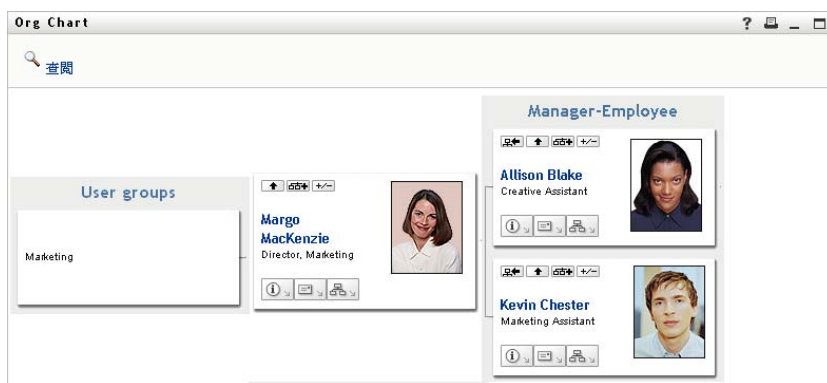 Org Chart
?
查閱
Manager-Employee
+/-
Allison Blake
Creative Assistant
User groups
Marketing
+/-
Margo
MacKenzie
Director, Marketing
+/-
Kevin Chester
Marketing Assistant